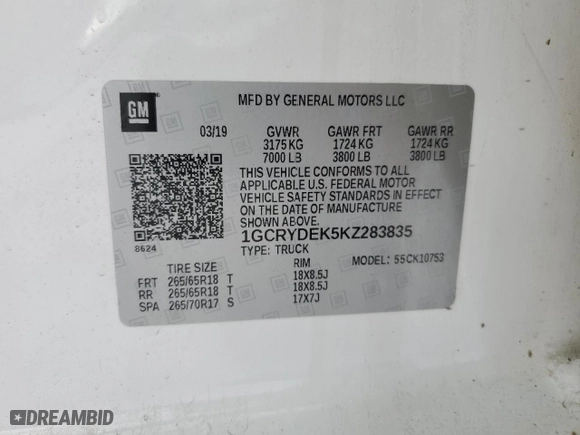 GM
MFD BY GENERAL MOTORS LLC
03/19 GVWR GAWR FRT GAWR RR
3175 KG 1724 KG 1724 KG
7000 LB 3800 LB 3800 LB
THIS VEHICLE CONFORMS TO ALL
APPLICABLE U.S. FEDERAL MOTOR
VEHICLE SAFETY STANDARDS IN EFFECT
ON THE DATE OF MANUFACTURE
SHOWN ABOVE.
8624
1GCRYDEK5KZ283835
TYPE: TRUCK
MODEL: 55CK10753
TIRE SIZE RIM
FRT 265/65R18 T 18X8.5J
RR 265/65R18 T 18X8.5J
SPA 265/70R17 S 17X7J
DREAMBID